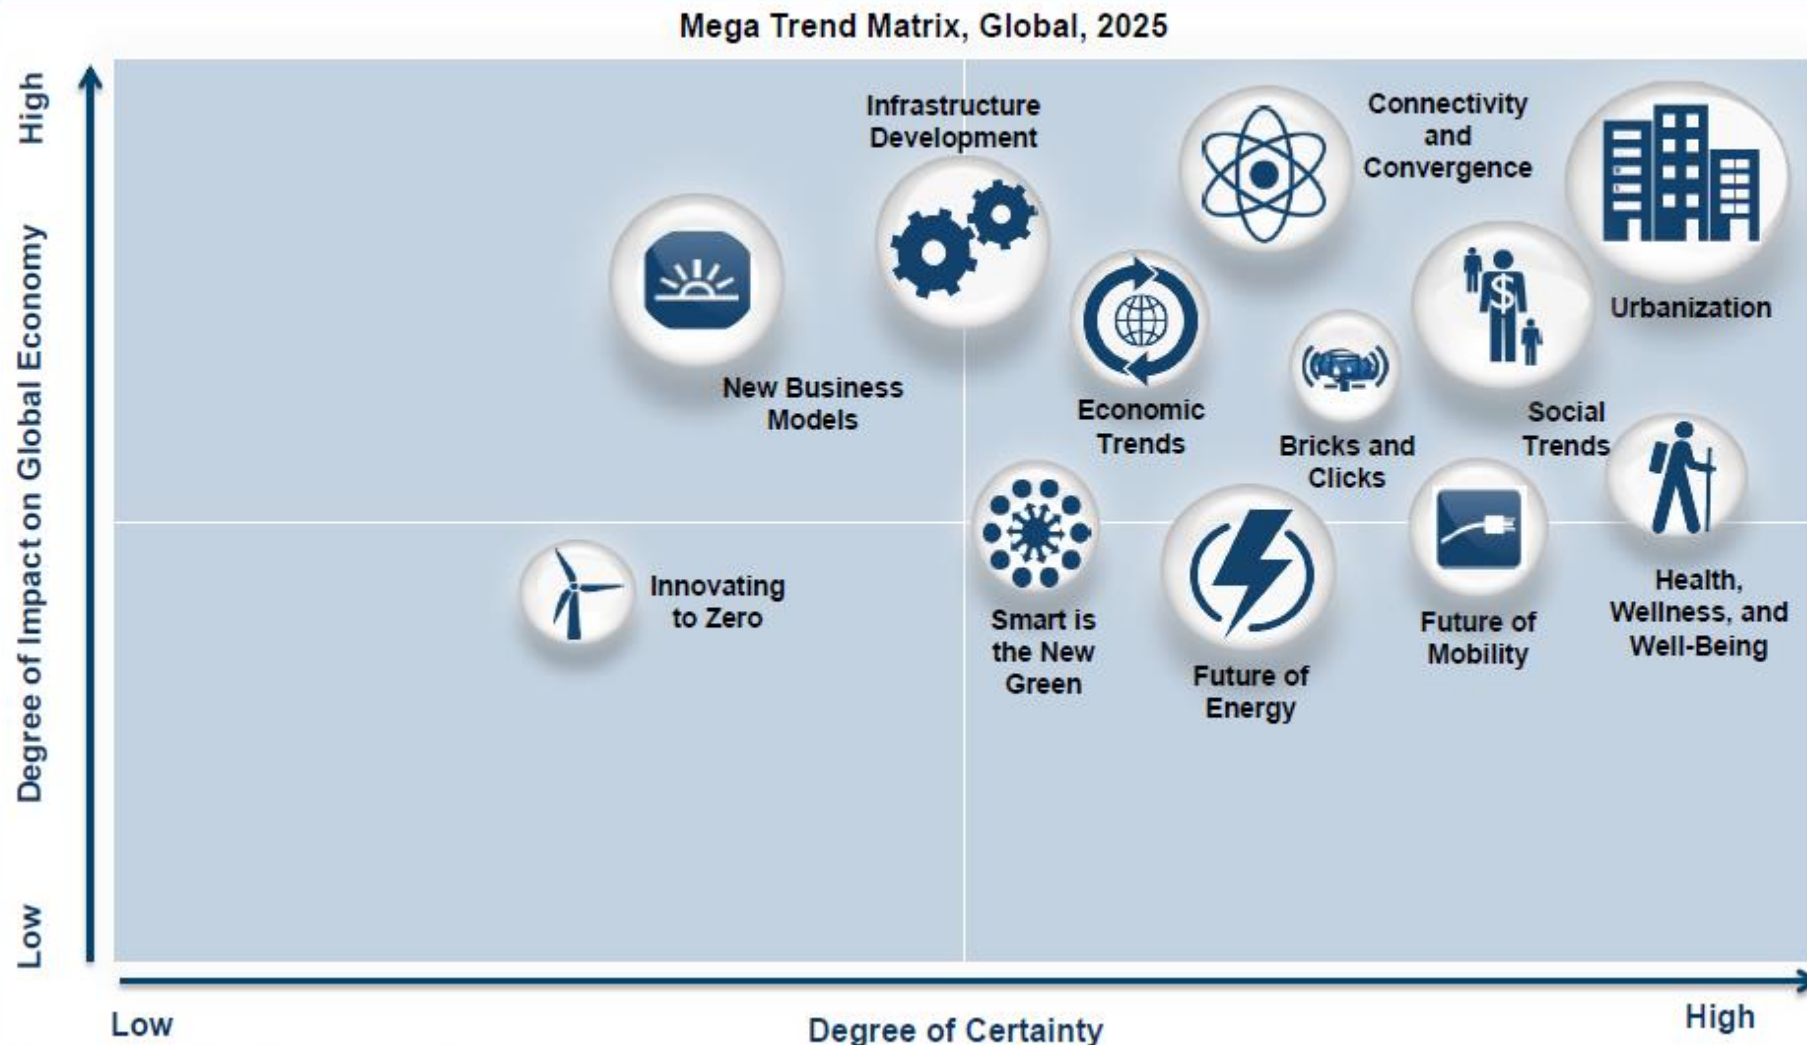 Mega Trend Matrix, Global, 2025
High
Degree of Impact on Global Economy
Low
Infrastructure
Development
Connectivity
and
Convergence
Urbanization
New Business
Models
Economic
Trends
Bricks and
Clicks
$
Social
Trends
Innovating
to Zero
Smart is
the New
Green
Future of
Energy
Future of
Mobility
Health,
Wellness, and
Well-Being
Low
Degree of Certainty
High